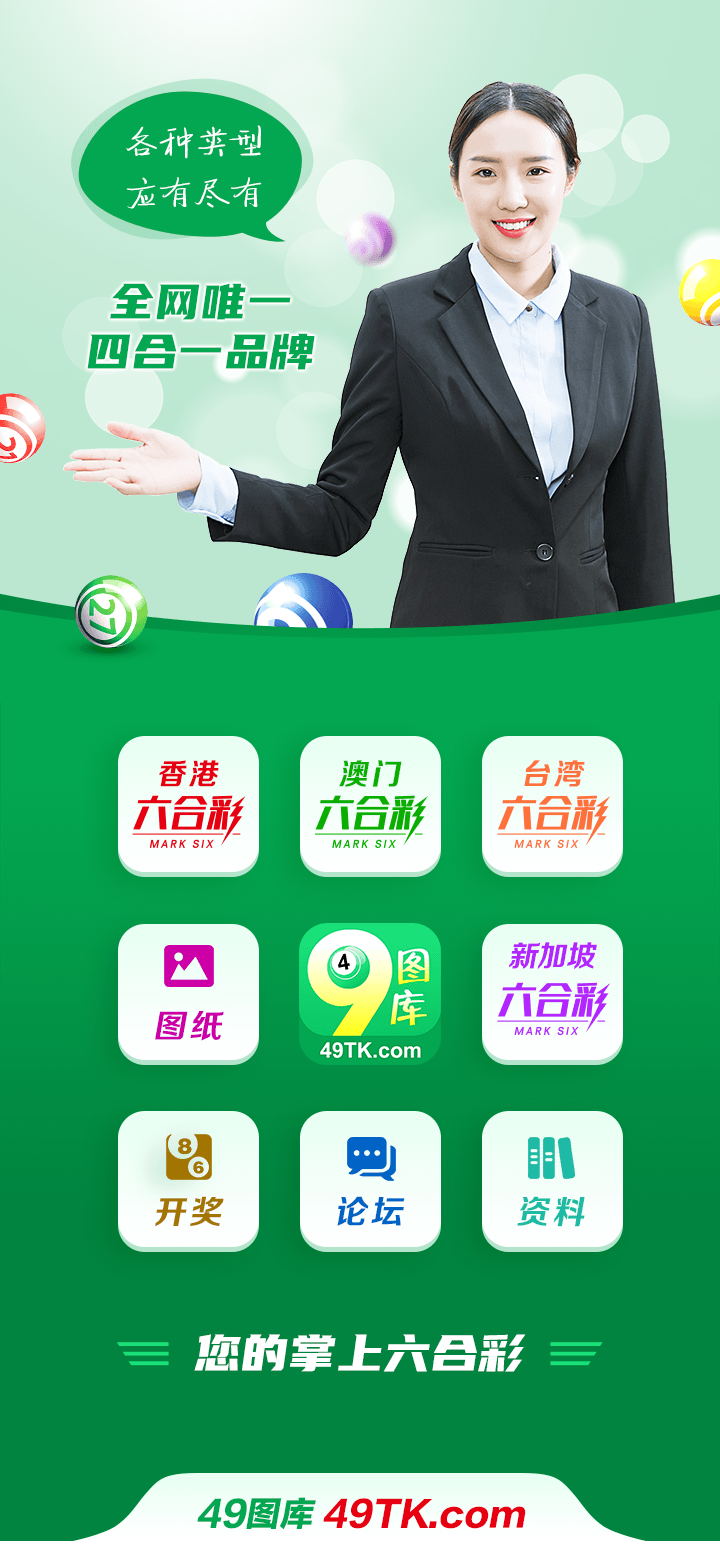 各种类型
应有尽有
全网唯一
四合一品牌
27
香港
六合彩
MARK SIX
澳门
六合彩
MARK SIX
台湾
六合彩
MARK SIX
图纸
4
9
图库
49TK.com
新加坡
六合彩
MARK SIX
8
6
开奖
论坛
资料
您的掌上六合彩
49图库 49TK.com